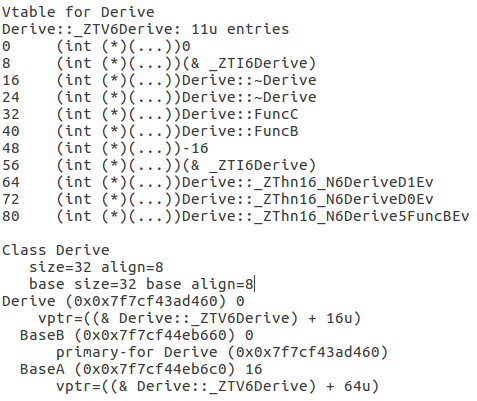 Vtable for Derive
Derive::_ZTV6Derive: 11u entries
0     (int (*)(...))0
8     (int (*)(...))(& _ZTI6Derive)
16    (int (*)(...))Derive::~Derive
24    (int (*)(...))Derive::~Derive
32    (int (*)(...))Derive::FuncC
40    (int (*)(...))Derive::FuncB
48    (int (*)(...))-16
56    (int (*)(...))(& _ZTI6Derive)
64    (int (*)(...))Derive::_ZThn16_N6DeriveD1Ev
72    (int (*)(...))Derive::_ZThn16_N6DeriveD0Ev
80    (int (*)(...))Derive::_ZThn16_N6Derive5FuncBEv

Class Derive
   size=32 align=8
   base size=32 base align=8
Derive (0x0x7f7cf43ad460) 0
    vptr=((& Derive::_ZTV6Derive) + 16u)
  BaseB (0x0x7f7cf44eb660) 0
      primary-for Derive (0x0x7f7cf43ad460)
  BaseA (0x0x7f7cf44eb6c0) 16
      vptr=((& Derive::_ZTV6Derive) + 64u)